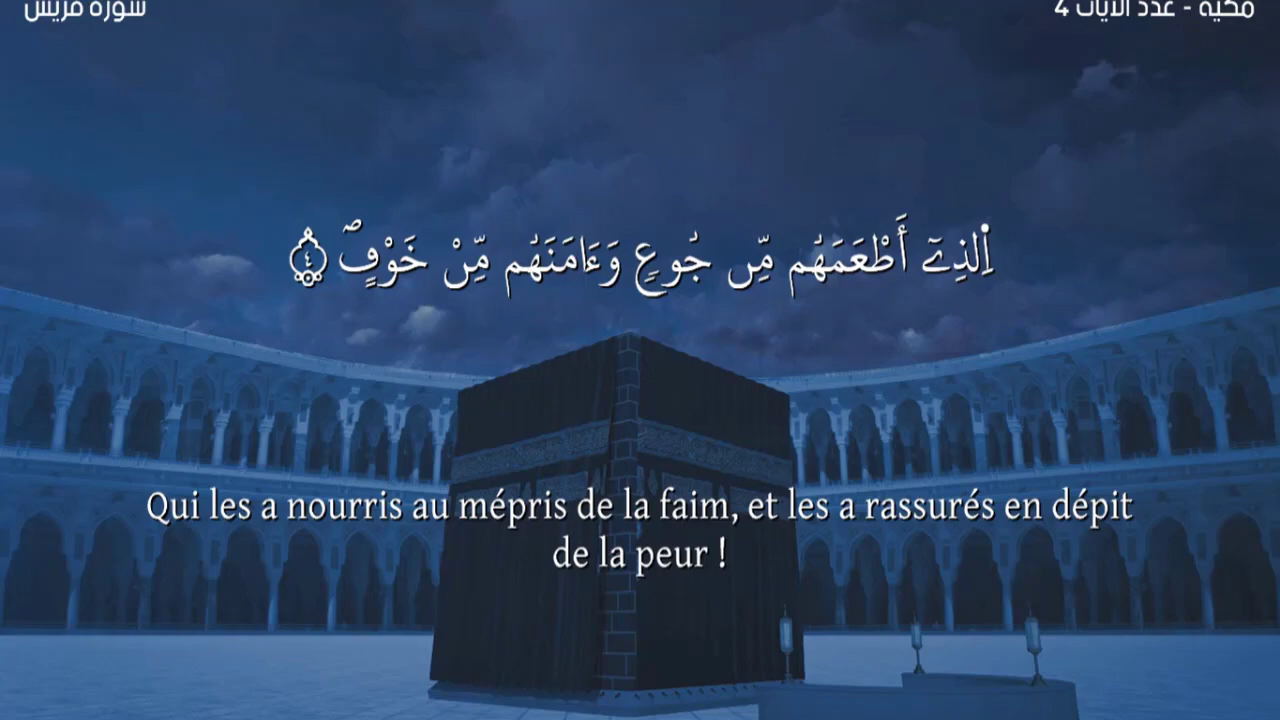 سورة قريش
مكية - عدد الآيات 4
اِ۬لذِےٓ أَطْعَمَهُم مِّن جُوعٖ وَءَامَنَهُم مِّنْ خَوْفٍۖ ٤
Qui les a nourris au mépris de la faim, et les a rassurés en dépit
de la peur !